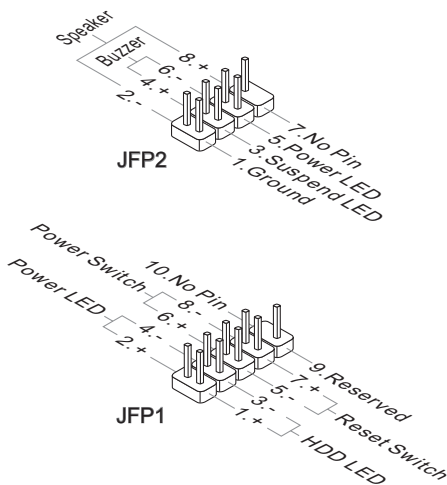 Speaker
Buzzer
8.+
6.-
4.+
2.-
7.No Pin
5.Power LED
3.Suspend LED
1.Ground
JFP2
Power Switch
Power LED
10.No Pin
8.-
6.+
4.-
2.+
9.Reserved
7.+
5.-
3.-
1.+
Reset Switch
HDD LED
JFP1